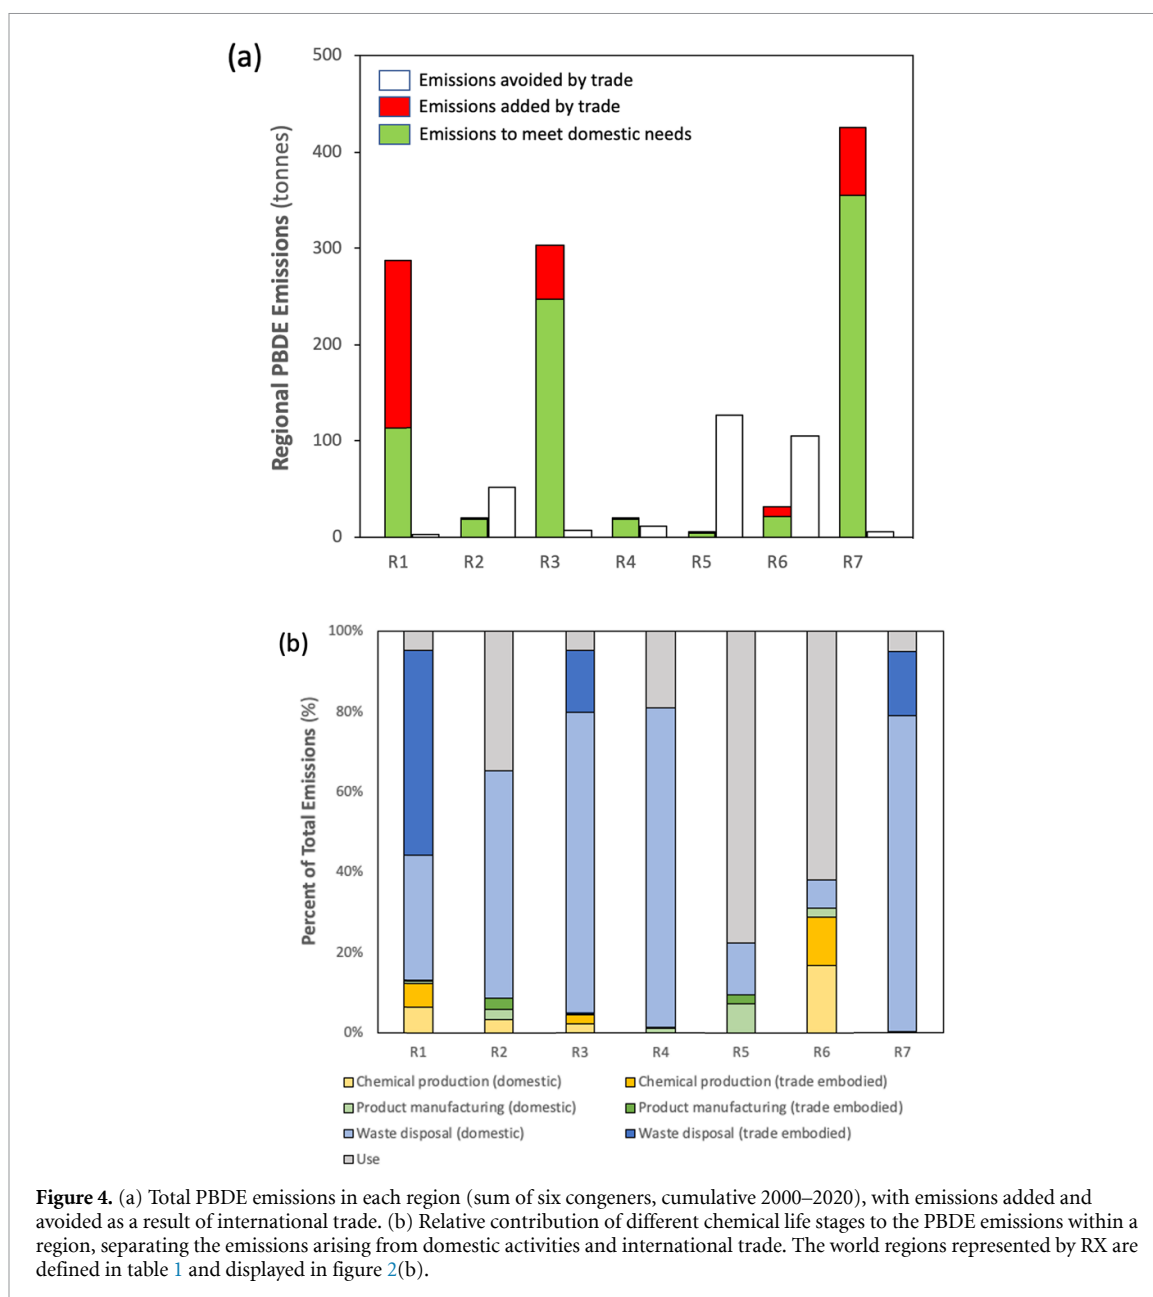 (a)
500
400
300
200
100
0
Regional PBDE Emissions (tonnes)
Emissions avoided by trade
Emissions added by trade
Emissions to meet domestic needs
R1 R2 R3 R4 R5 R6 R7
(b)
100%
80%
60%
40%
20%
0%
Percent of Total Emissions (%)
R1 R2 R3 R4 R5 R6 R7
Chemical production (domestic) Chemical production (trade embodied)
Product manufacturing (domestic) Product manufacturing (trade embodied)
Waste disposal (domestic) Waste disposal (trade embodied)
Use
Figure 4. (a) Total PBDE emissions in each region (sum of six congeners, cumulative 2000–2020), with emissions added and
avoided as a result of international trade. (b) Relative contribution of different chemical life stages to the PBDE emissions within a
region, separating the emissions arising from domestic activities and international trade. The world regions represented by RX are
defined in table 1 and displayed in figure 2(b).